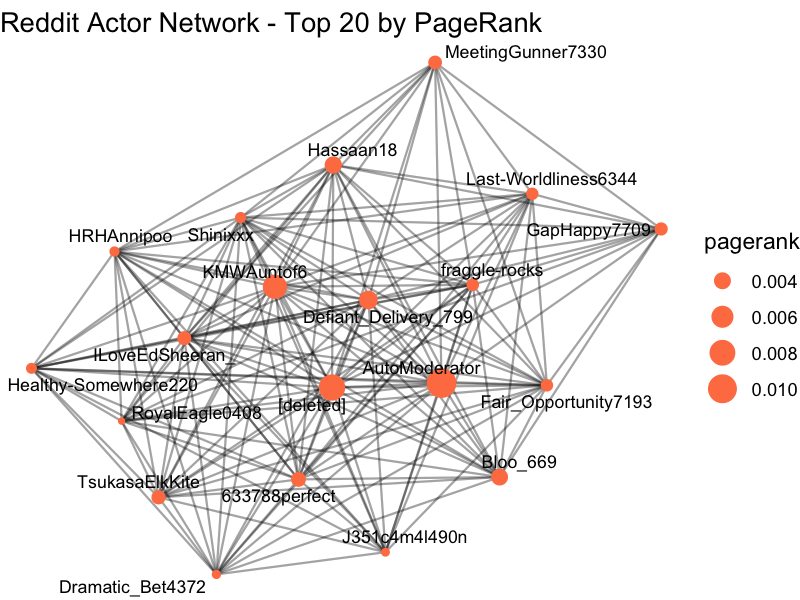 Reddit Actor Network - Top 20 by PageRank
MeetingGunner7330
Hassaan18
Last-Worldliness6344
HRHAnnipoo
Shinixxx
GapHappy7709
KMWAuntof6
fraggle-rocks
Defiant_Delivery_799
ILoveEdSheeran_
AutoModerator
Healthy-Somewhere220
[deleted]
Fair_Opportunity7193
RoyalEagle0408
Bloo_669
TsukasaElkKite
633788perfect
J351c4m4l490n
Dramatic_Bet4372
pagerank
0.004
0.006
0.008
0.010